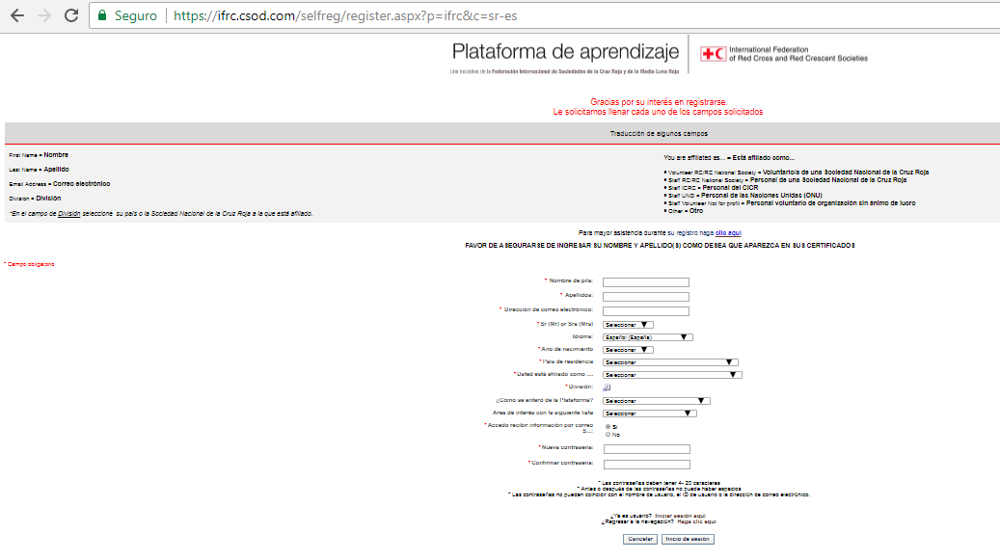 Seguro https://ifrc.csod.com/selfreg/register.aspx?p=ifrc&c=sr-es
Plataforma de aprendizaje
Una iniciativa de la Federación Internacional de Sociedades de la Cruz Roja y de la Media Luna Roja
International Federation
of Red Cross and Red Crescent Societies
Gracias por su interés en registrarse.
Le solicitamos llenar cada uno de los campos solicitados
Traducción de algunos campos
First Name = Nombre
Last Name = Apellido
Email Address = Correo electrónico
Division = División
*En el campo de División seleccione su país o la Sociedad Nacional de la Cruz Roja a la que está afiliado.
You are affiliated as... = Está afiliado como...
• Volunteer RC/RC National Society = Voluntario/a de una Sociedad Nacional de la Cruz Roja
• Staff RC/RC National Society = Personal de una Sociedad Nacional de la Cruz Roja
• Staff ICRC = Personal del CICR
• Staff UNO = Personal de las Naciones Unidas (ONU)
• Staff Volunteer Not for profit = Personal voluntario de organización sin ánimo de lucro
• Other = Otro
Para mayor asistencia durante su registro haga clic aquí
FAVOR DE ASEGURARSE DE INGRESAR SU NOMBRE Y APELLIDO(S) COMO DESEA QUE APAREZCA EN SUS CERTIFICADOS
* Campo obligatorio
* Nombre de pila:
* Apellidos:
* Dirección de correo electrónico:
* Sr (Mr) or Sra (Mrs) Seleccionar
Idioma: Español (España)
* Ano de nacimiento Seleccionar
* País de residencia Seleccionar
* Usted está afiliado como .... Seleccionar
* División:
¿Cómo se enteró de la Plataforma? Seleccionar
Area de interés con la siguiente lista Seleccionar
* Accedo recibir información por correo
S...:
Si
No
* Nueva contraseña:
* Confirmar contraseña:
* Las contraseñas deben tener 4- 20 caracteres
* Antes o después de las contraseñas no puede haber espacios
* Las contraseñas no pueden coincidir con el nombre de usuario, el ID de usuario o la dirección de correo electrónico.
¿Ya es usuario? Iniciar sesión aquí
¿Regresar a la navegación? Haga clic aquí
Cancelar Inicio de sesión